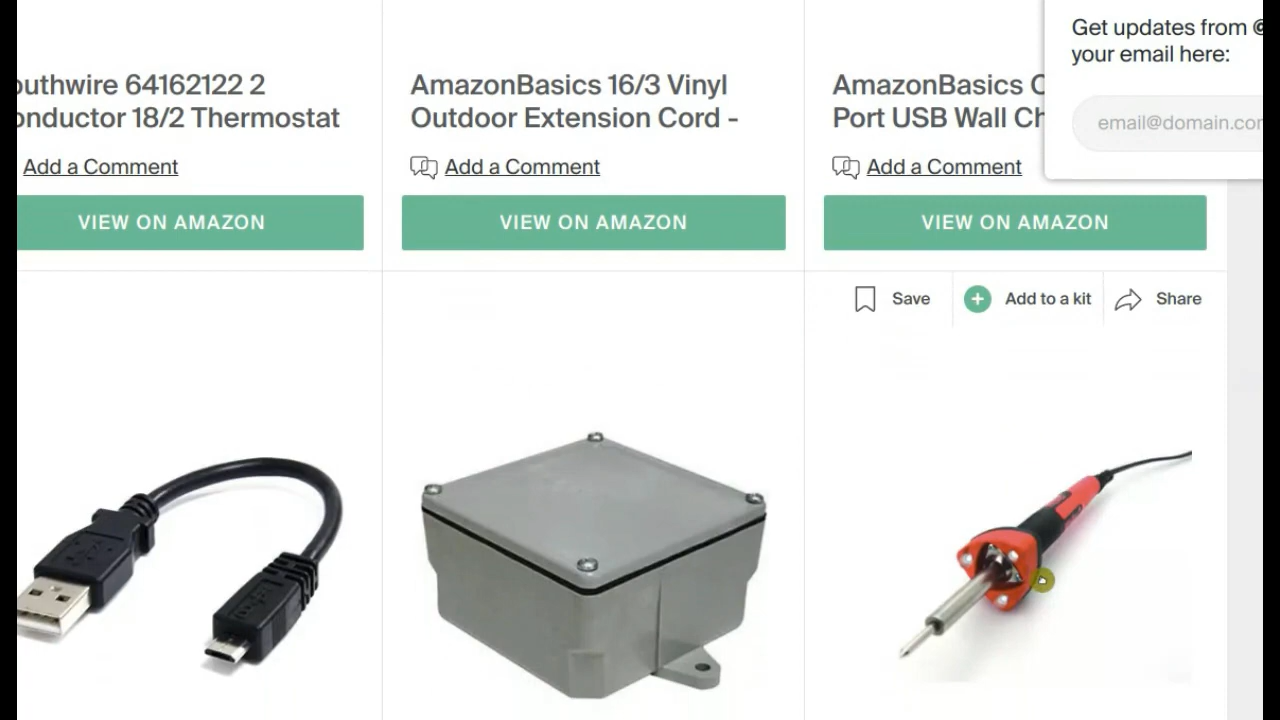 Get updates from
your email here:
email@domain.com
outhwire 64162122 2
onductor 18/2 Thermostat
Add a Comment
VIEW ON AMAZON
AmazonBasics 16/3 Vinyl
Outdoor Extension Cord -
Add a Comment
VIEW ON AMAZON
AmazonBasics
Port USB Wall Ch
Add a Comment
VIEW ON AMAZON
Save
Add to a kit
Share